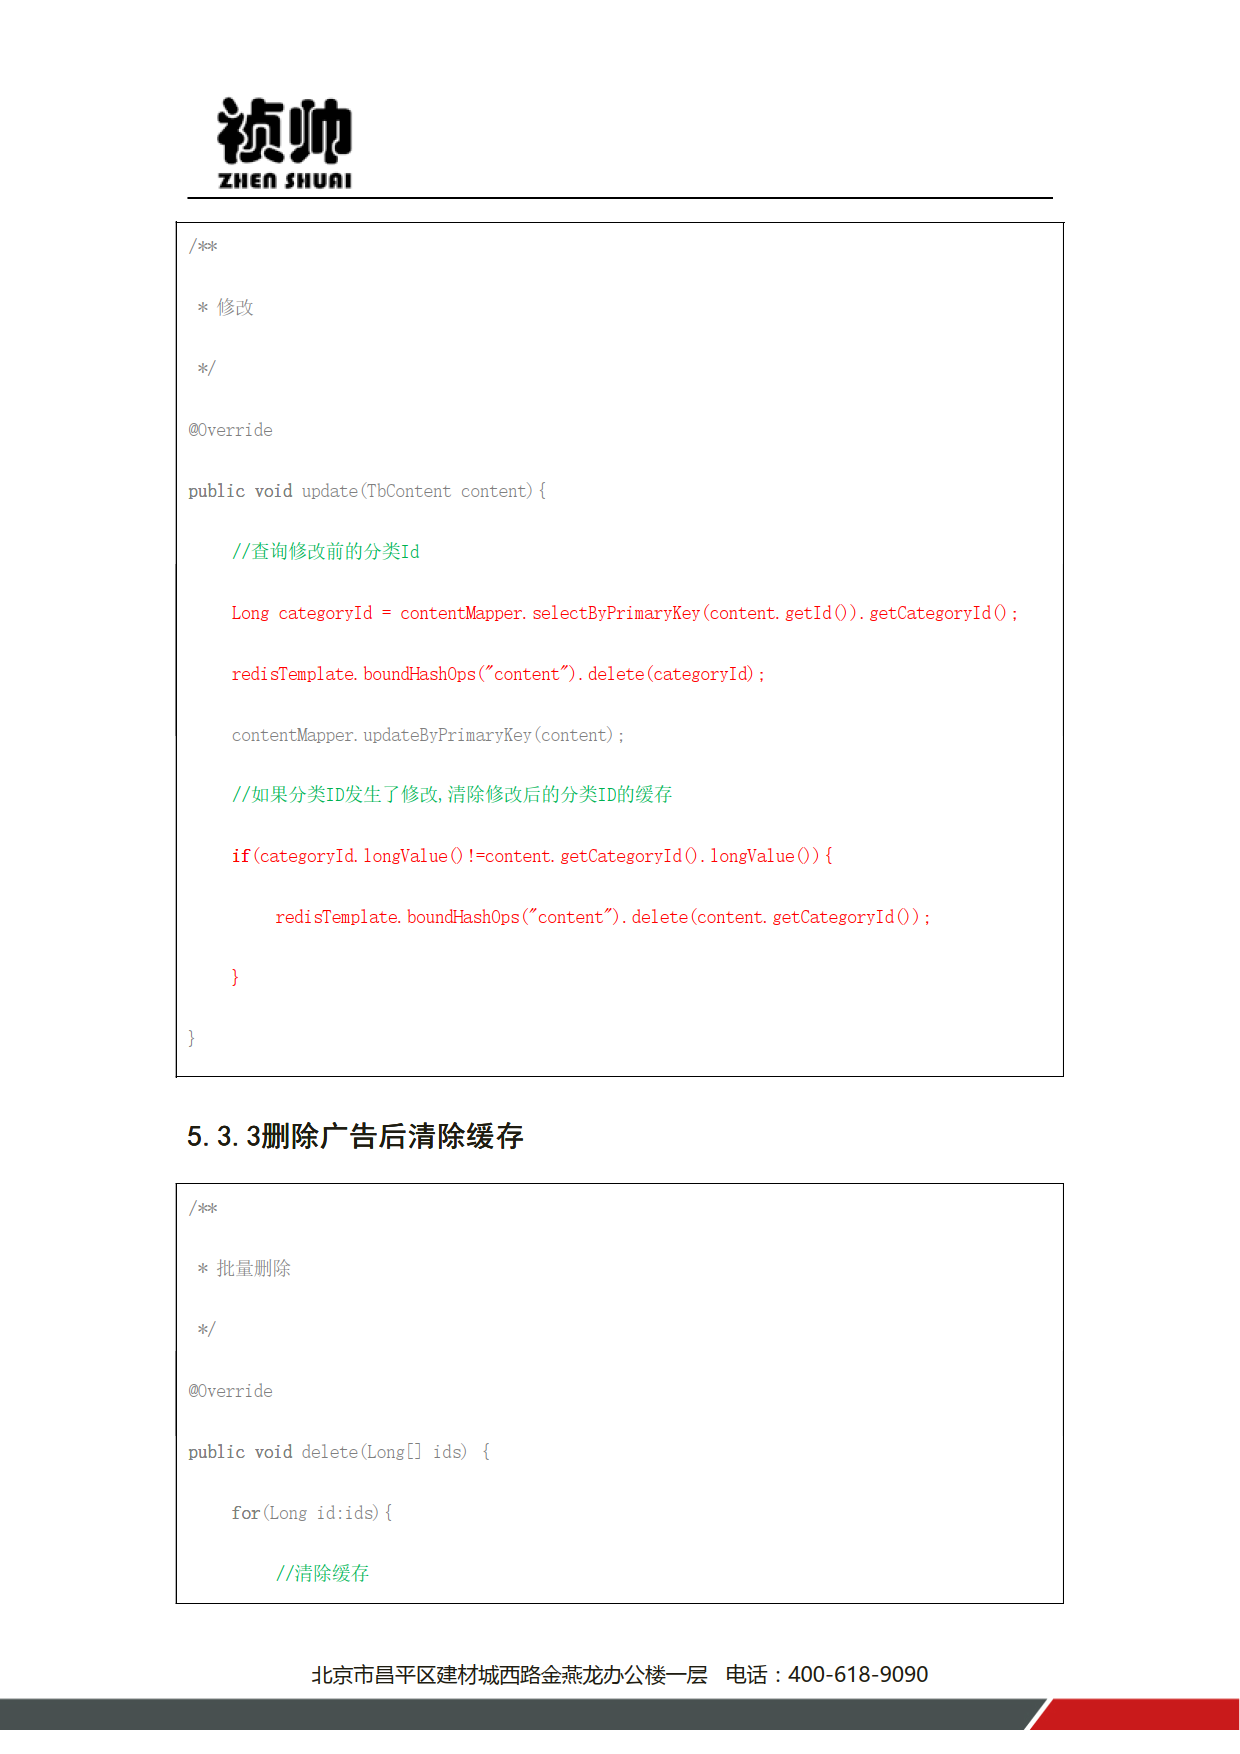 祯帅
ZHEN SHUAI
/**
 * 修改
 */
@Override
public void update(TbContent content){
    //查询修改前的分类Id
    Long categoryId = contentMapper.selectByPrimaryKey(content.getId()).getCategoryId();
    redisTemplate.boundHashOps("content").delete(categoryId);
    contentMapper.updateByPrimaryKey(content);
    //如果分类ID发生了修改,清除修改后的分类ID的缓存
    if(categoryId.longValue()!=content.getCategoryId().longValue()){
        redisTemplate.boundHashOps("content").delete(content.getCategoryId());
    }
}
5.3.3删除广告后清除缓存
/**
 * 批量删除
 */
@Override
public void delete(Long[] ids) {
    for(Long id:ids){
        //清除缓存
北京市昌平区建材城西路金燕龙办公楼一层 电话：400-618-9090